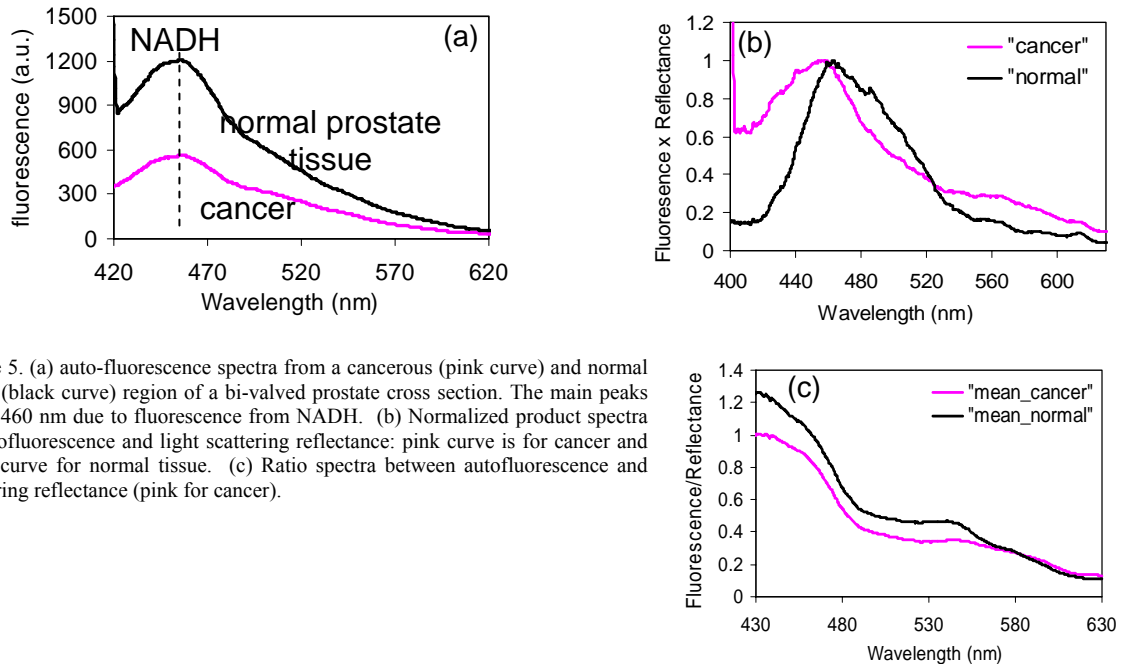 1500
1200
900
600
300
0
fluorescence (a.u.)
NADH
(a)
normal prostate
tissue
cancer
420 470 520 570 620
Wavelength (nm)
1.2
1
0.8
0.6
0.4
0.2
0
Fluoresence x Reflectance
(b)
"cancer"
"normal"
400 440 480 520 560 600
Wavelength (nm)
5. (a) auto-fluorescence spectra from a cancerous (pink curve) and normal
(black curve) region of a bi-valved prostate cross section. The main peaks
460 nm due to fluorescence from NADH. (b) Normalized product spectra
ofluorescence and light scattering reflectance: pink curve is for cancer and
curve for normal tissue. (c) Ratio spectra between autofluorescence and
ring reflectance (pink for cancer).
1.4
1.2
1
0.8
0.6
0.4
0.2
0
Fluorescence/Reflectance
(c)
"mean_cancer"
"mean_normal"
430 480 530 580 630
Wavelength (nm)